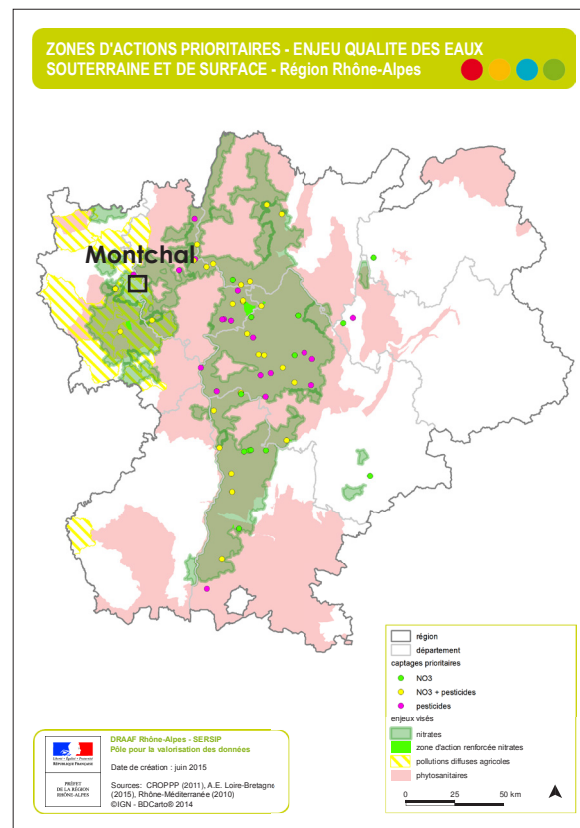 ZONES D'ACTIONS PRIORITAIRES - ENJEU QUALITE DES EAUX
SOUTERRAINE ET DE SURFACE - Région Rhône-Alpes
Montchal
région
département
captages prioritaires
NO3
NO3 + pesticides
pesticides
enjeux visés
nitrates
zone d'action renforcée nitrates
pollutions diffuses agricoles
phytosanitaires
0 25 50 km
DRAAF Rhône-Alpes - SERSIP
Pôle pour la valorisation des données
Date de création : juin 2015
Sources: CROPPP (2011), A.E. Loire-Bretagne
(2015), Rhône-Méditerranée (2010)
©IGN - BDCarto® 2014
Liberté • Égalité • Fraternité
RÉPUBLIQUE FRANÇAISE
PRÉFET
DE LA RÉGION
RHÔNE-ALPES